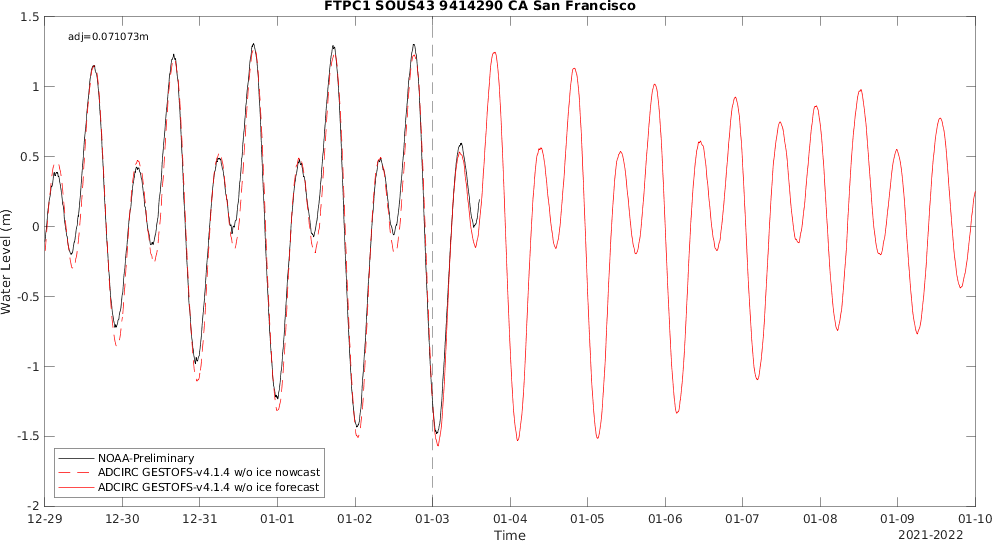 FTPC1 SOUS43 9414290 CA San Francisco
adj=0.071073m
1.5
1
0.5
0
-0.5
-1
-1.5
-2
Water Level (m)
NOAA-Preliminary
ADCIRC GESTOFS-v4.1.4 w/o ice nowcast
ADCIRC GESTOFS-v4.1.4 w/o ice forecast
12-29 12-30 12-31 01-01 01-02 01-03 01-04 01-05 01-06 01-07 01-08 01-09 01-10
Time
2021-2022